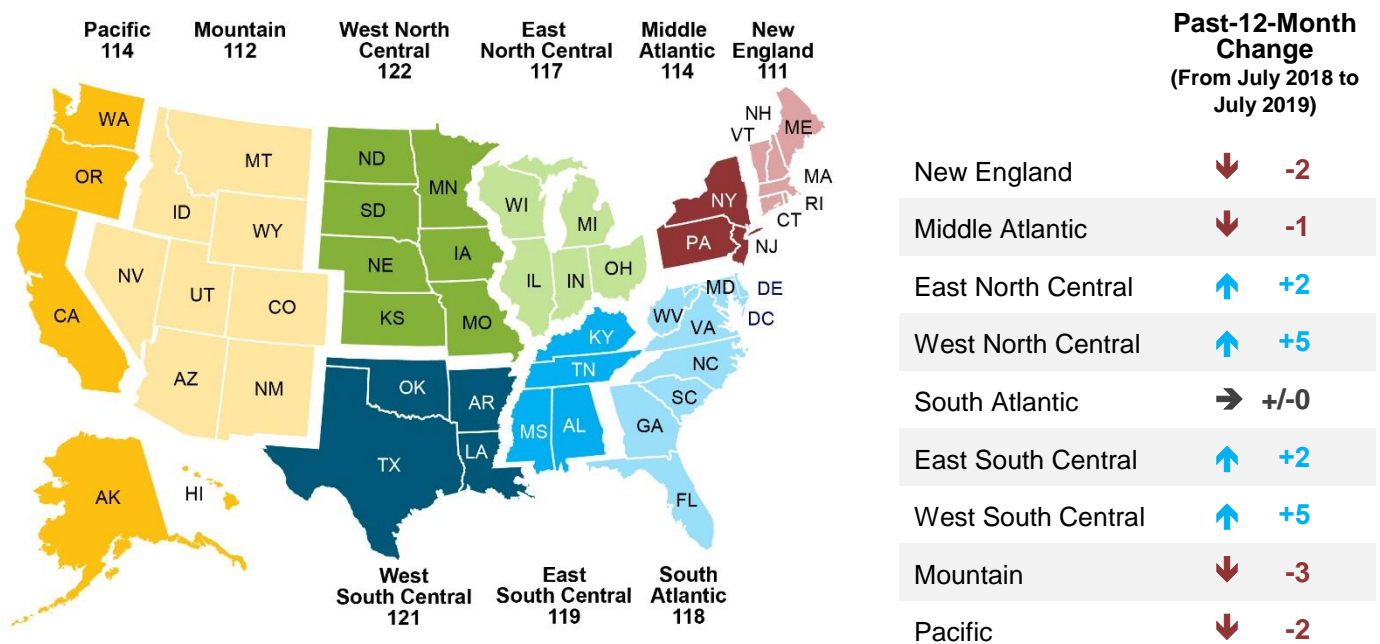 Pacific
114
Mountain
112
West North
Central
122
East
North Central
117
Middle
Atlantic
114
New
England
111
WA
OR
CA
AK
HI
MT
ID
WY
NV
UT
CO
AZ
NM
ND
SD
NE
KS
MN
IA
MO
WI
MI
IL
IN
OH
NY
PA
NJ
NH
VT
ME
MA
RI
CT
MD
DE
DC
WV
VA
NC
SC
GA
FL
KY
TN
MS
AL
OK
AR
TX
LA
West
South Central
121
East
South Central
119
South
Atlantic
118
Past-12-Month
Change
(From July 2018 to
July 2019)
New England -2
Middle Atlantic -1
East North Central +2
West North Central +5
South Atlantic +/-0
East South Central +2
West South Central +5
Mountain -3
Pacific -2